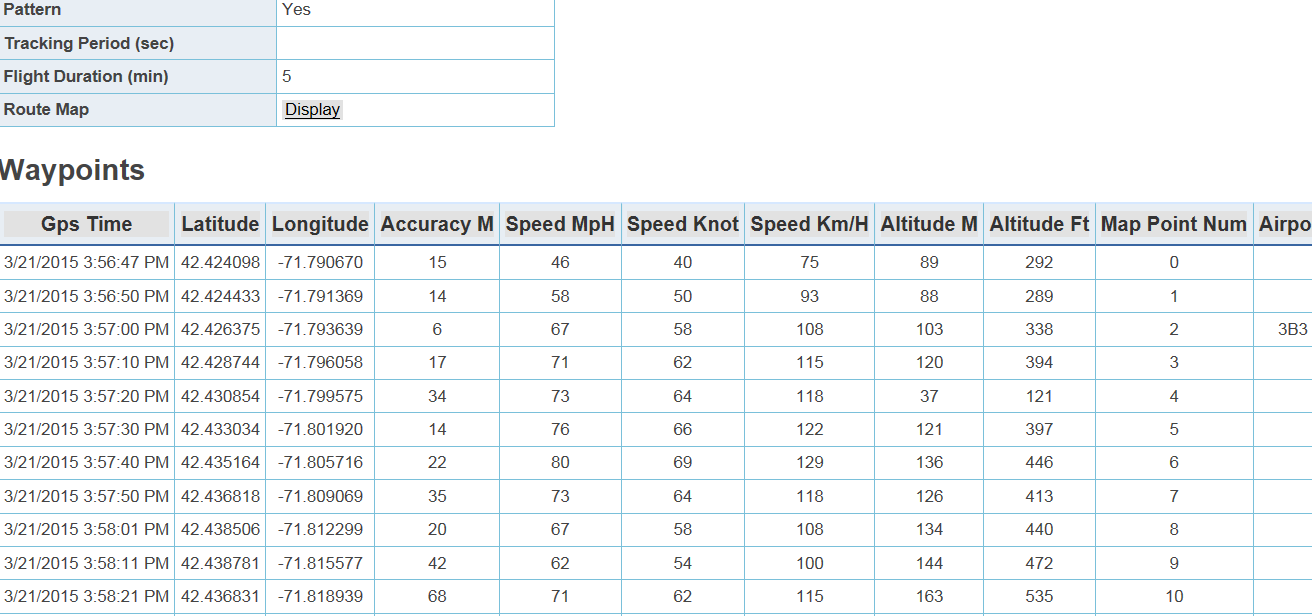 Pattern Yes
Tracking Period (sec)
Flight Duration (min) 5
Route Map Display
Waypoints
Gps Time Latitude Longitude Accuracy M Speed MpH Speed Knot Speed Km/H Altitude M Altitude Ft Map Point Num Airpo
3/21/2015 3:56:47 PM 42.424098 -71.790670 15 46 40 75 89 292 0
3/21/2015 3:56:50 PM 42.424433 -71.791369 14 58 50 93 88 289 1
3/21/2015 3:57:00 PM 42.426375 -71.793639 6 67 58 108 103 338 2 3B3
3/21/2015 3:57:10 PM 42.428744 -71.796058 17 71 62 115 120 394 3
3/21/2015 3:57:20 PM 42.430854 -71.799575 34 73 64 118 37 121 4
3/21/2015 3:57:30 PM 42.433034 -71.801920 14 76 66 122 121 397 5
3/21/2015 3:57:40 PM 42.435164 -71.805716 22 80 69 129 136 446 6
3/21/2015 3:57:50 PM 42.436818 -71.809069 35 73 64 118 126 413 7
3/21/2015 3:58:01 PM 42.438506 -71.812299 20 67 58 108 134 440 8
3/21/2015 3:58:11 PM 42.438781 -71.815577 42 62 54 100 144 472 9
3/21/2015 3:58:21 PM 42.436831 -71.818939 68 71 62 115 163 535 10